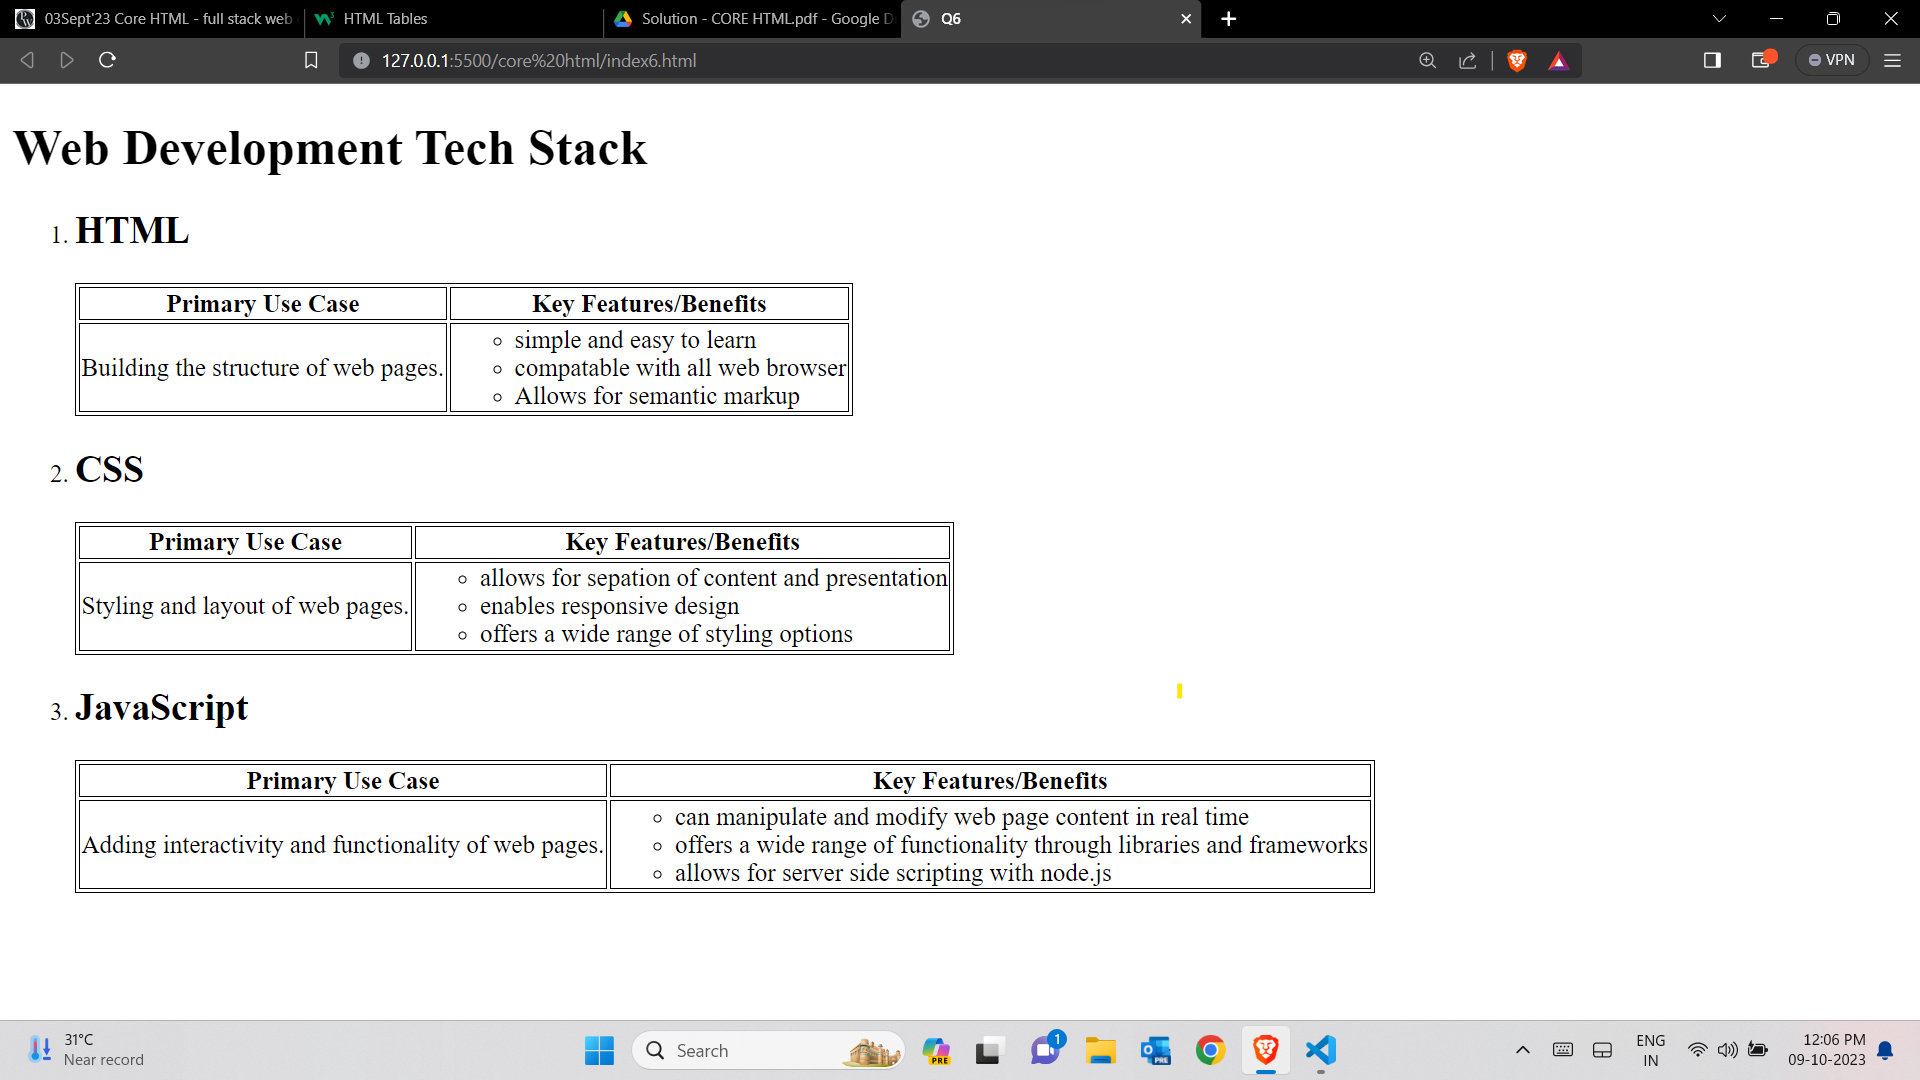 03Sept'23 Core HTML - full stack web
HTML Tables
Solution - CORE HTML.pdf - Google D
Q6
127.0.0.1:5500/core%20html/index6.html
VPN
Web Development Tech Stack
1. HTML
Primary Use Case
Key Features/Benefits
Building the structure of web pages.
simple and easy to learn
compatable with all web browser
Allows for semantic markup
2. CSS
Primary Use Case
Key Features/Benefits
Styling and layout of web pages.
allows for sepation of content and presentation
enables responsive design
offers a wide range of styling options
3. JavaScript
Primary Use Case
Key Features/Benefits
Adding interactivity and functionality of web pages.
can manipulate and modify web page content in real time
offers a wide range of functionality through libraries and frameworks
allows for server side scripting with node.js
31°C
Near record
Search
PRE
1
PRE
ENG
IN
12:06 PM
09-10-2023